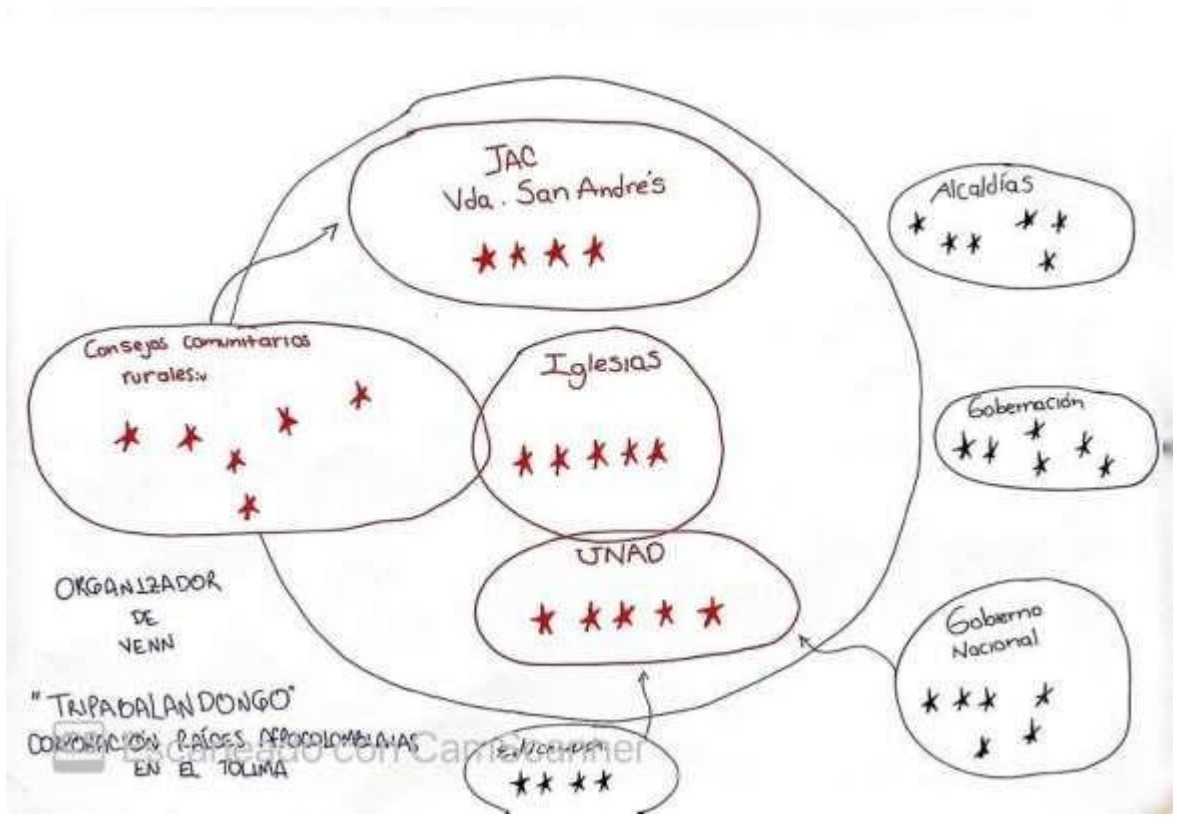 JAC
Vda. San Andrés
Alcaldías
Consejos comunitarios
rurales
Iglesias
Gobernación
UNAD
Gobierno
Nacional
ORGANIZADOR
DE
VENN
"TRIPABALANDONGO"
CORPORACIÓN RAÍCES AFROCOLOMBIANAS
EN EL TOLIMA
Escaneado con CamScanner